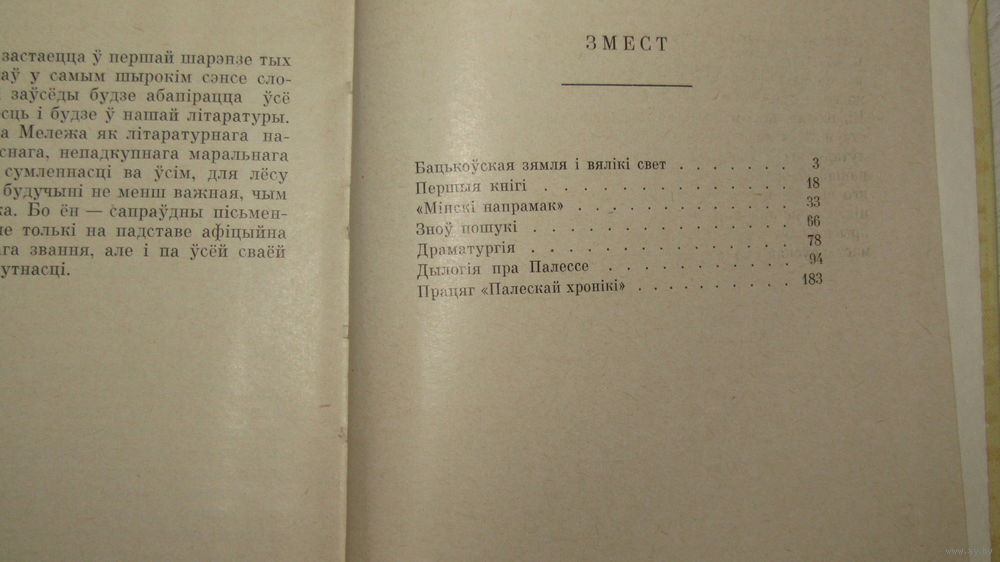 застаецца ў першай шарэнзе тых
аў у самым шырокім сэнсе сло-
і заўсёды будзе абапірацца ўсё
сць і будзе ў нашай літаратуры.
а Мележа як літаратурнага на-
снага, непадкупнага маральнага
сумленнасці ва ўсім, для лёсу
будучыні не менш важная, чым
ка. Бо ён — сапраўдны пісьмен-
не толькі на падставе афіцыйна
ага звання, але і па ўсёй сваёй
утнасці.
ЗМЕСТ
Бацькоўская зямля і вялікі свет . . . . . . . 3
Першыя кнігі . . . . . . . . . . . . . 18
«Мінскі напрамак» . . . . . . . . . . . 33
Зноў пошукі . . . . . . . . . . . . . 66
Драматургія . . . . . . . . . . . . . 78
Дылогія пра Палессе . . . . . . . . . . 94
Працяг «Палескай хронікі» . . . . . . . . 183
www.ay.by